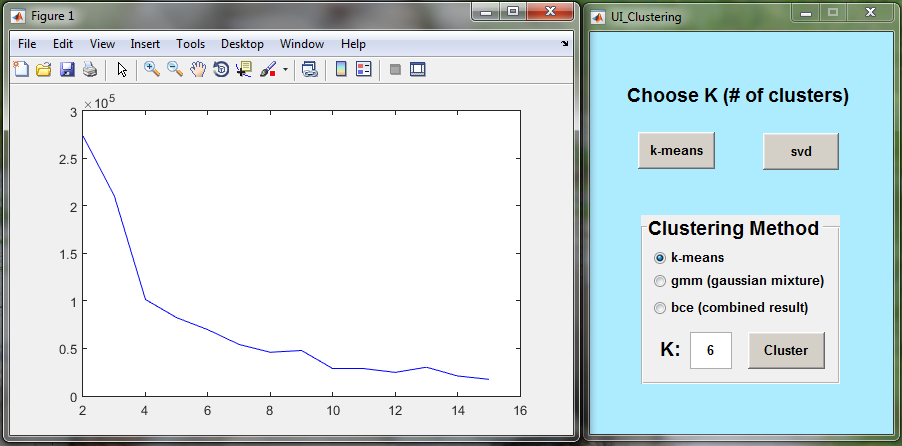 Figure 1
File Edit View Insert Tools Desktop Window Help
×10^5
3
2.5
2
1.5
1
0.5
0
2 4 6 8 10 12 14 16
UI_Clustering
Choose K (# of clusters)
k-means svd
Clustering Method
k-means
gmm (gaussian mixture)
bce (combined result)
K: 6 Cluster